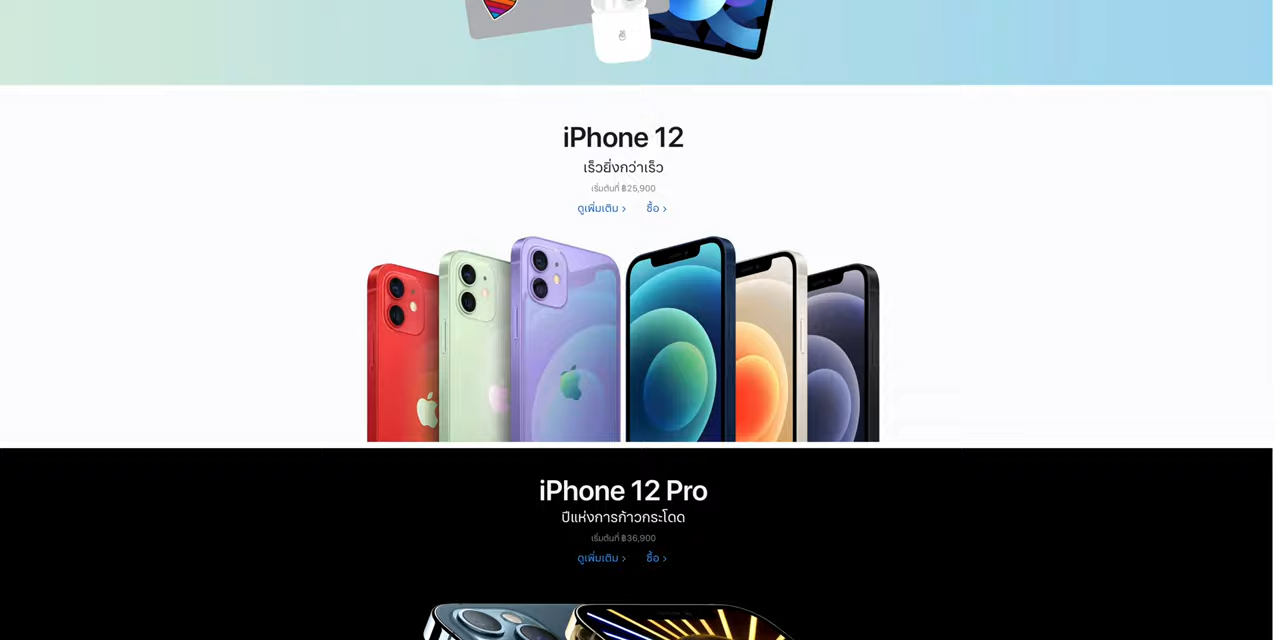 iPhone 12
เร็วยิ่งกว่าเร็ว
เริ่มต้นที่ ฿25,900
ดูเพิ่มเติม > ซื้อ >
iPhone 12 Pro
ปีแห่งการก้าวกระโดด
เริ่มต้นที่ ฿36,900
ดูเพิ่มเติม > ซื้อ >